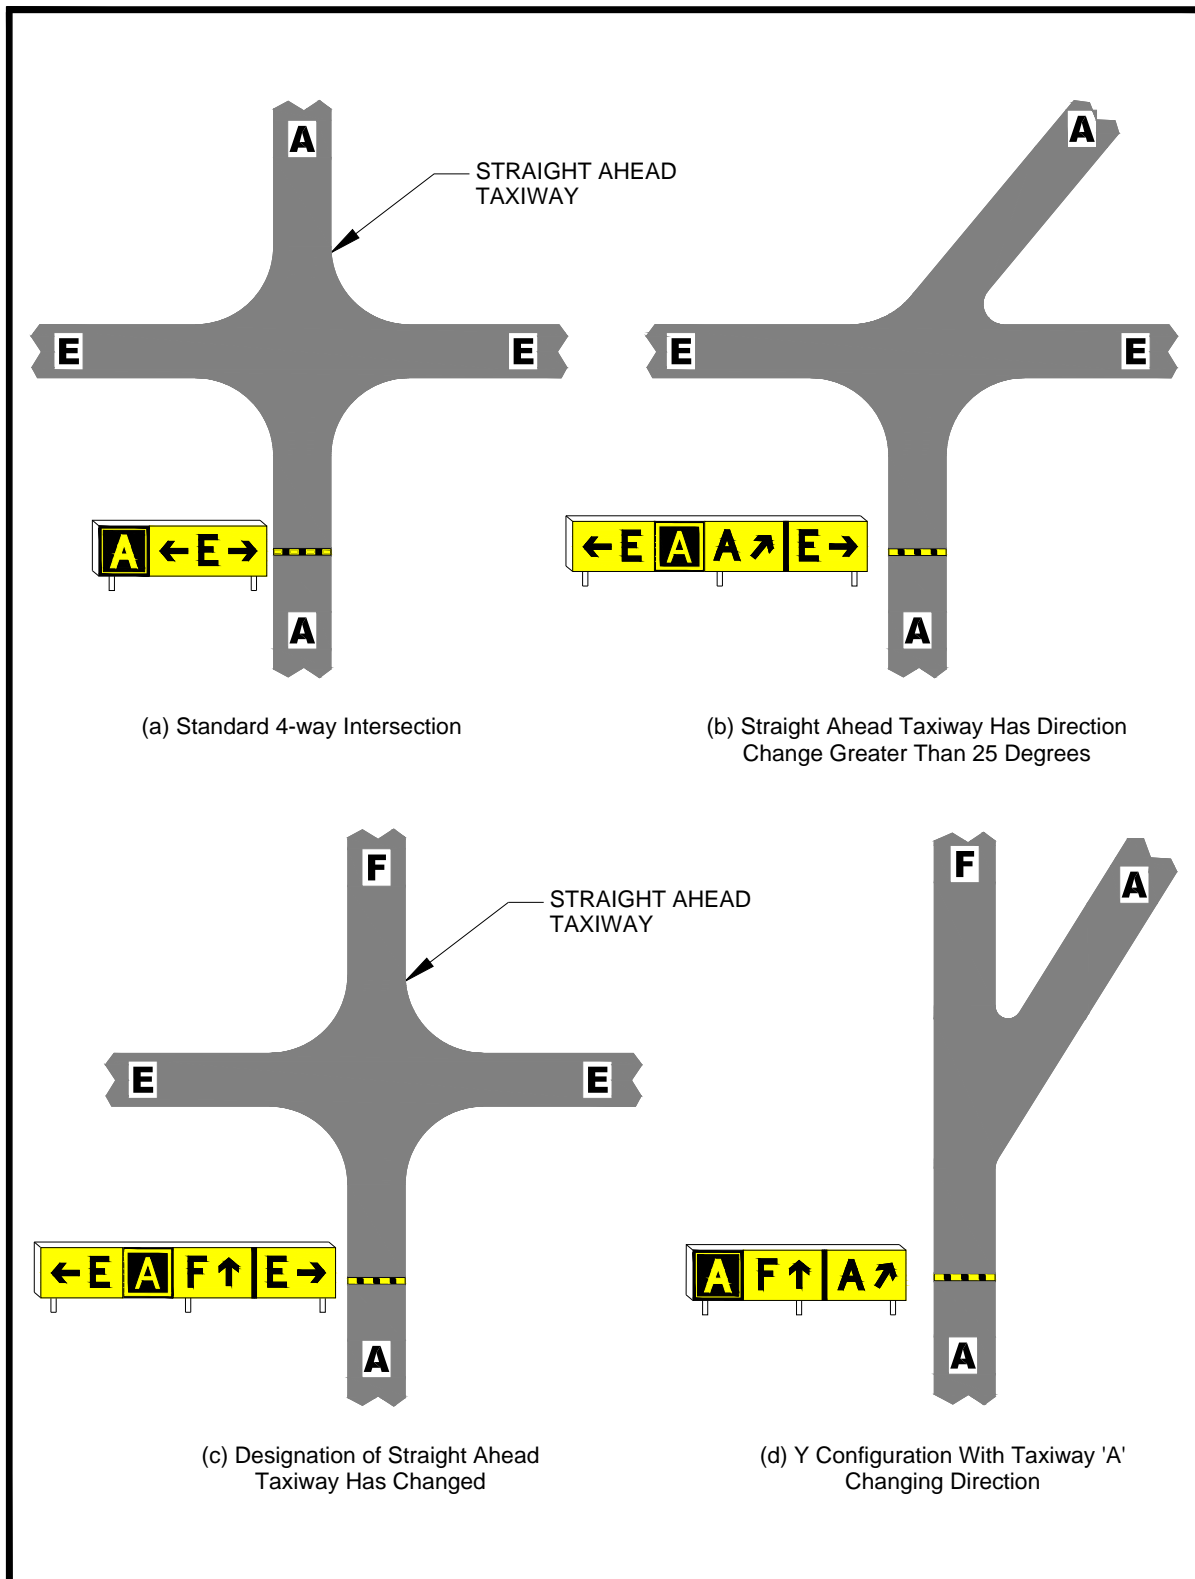 A
STRAIGHT AHEAD
TAXIWAY
E
E
A ← E →
A
(a) Standard 4-way Intersection
A
E
E
← E A A ↗ E →
A
(b) Straight Ahead Taxiway Has Direction
Change Greater Than 25 Degrees
F
STRAIGHT AHEAD
TAXIWAY
E
E
← E A F ↑ E →
A
(c) Designation of Straight Ahead
Taxiway Has Changed
F
A
A F ↑ A ↗
A
(d) Y Configuration With Taxiway 'A'
Changing Direction